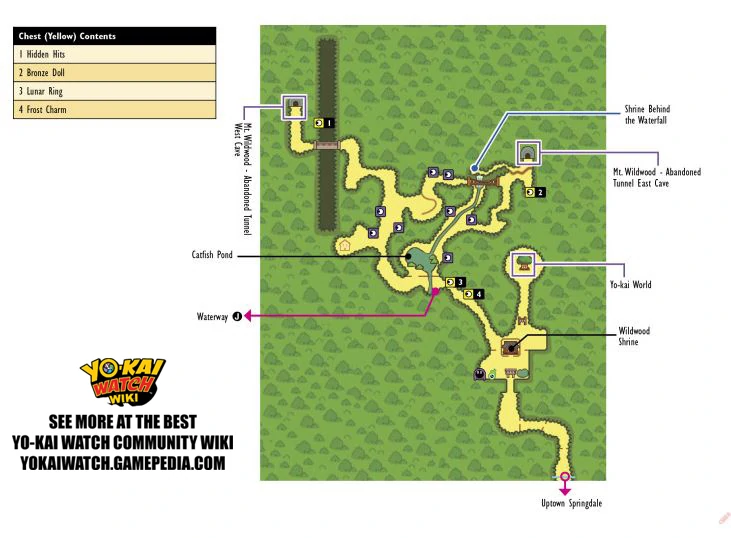 Chest (Yellow) Contents
1 Hidden Hits
2 Bronze Doll
3 Lunar Ring
4 Frost Charm
1
Mt. Wildwood - Abandoned Tunnel
West Cave
Shrine Behind
the Waterfall
Mt. Wildwood - Abandoned
Tunnel East Cave
2
Catfish Pond
3
Yo-kai World
4
Waterway J
Wildwood
Shrine
YO-KAI
WATCH
WIKI
SEE MORE AT THE BEST
YO-KAI WATCH COMMUNITY WIKI
YOKAIWATCH.GAMEPEDIA.COM
Uptown Springdale